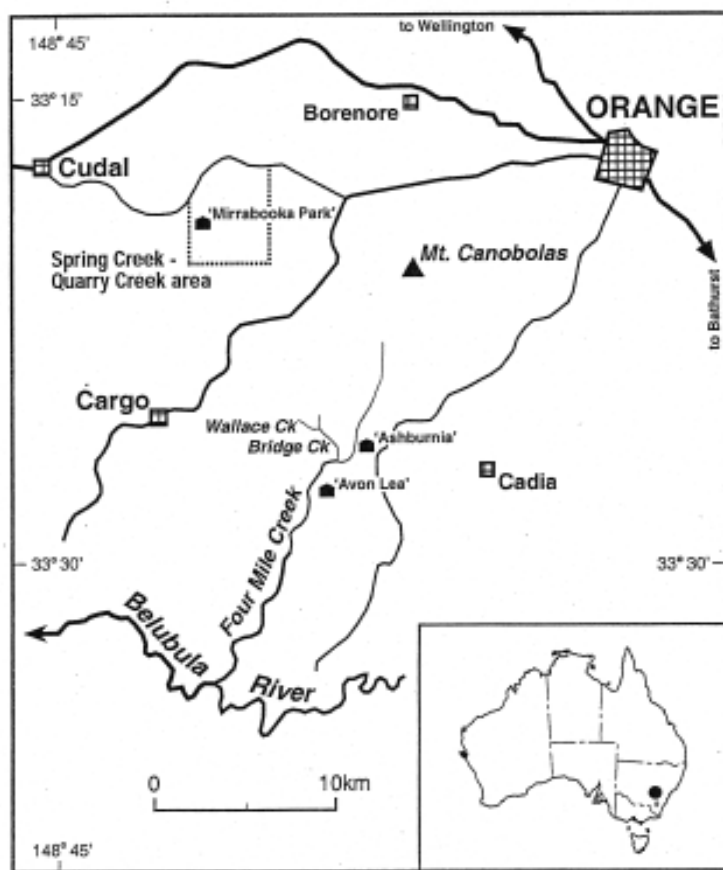 148° 45'
to Wellington
33° 15'
Borenore
ORANGE
Cudal
'Mirrabooka Park'
Mt. Canobolas
Spring Creek -
Quarry Creek area
to Bathurst
Cargo
Wallace Ck
Bridge Ck
'Ashburnia'
Cadia
'Avon Lea'
Four Mile Creek
33° 30'
33° 30'
Belubula
River
0
10km
148° 45'